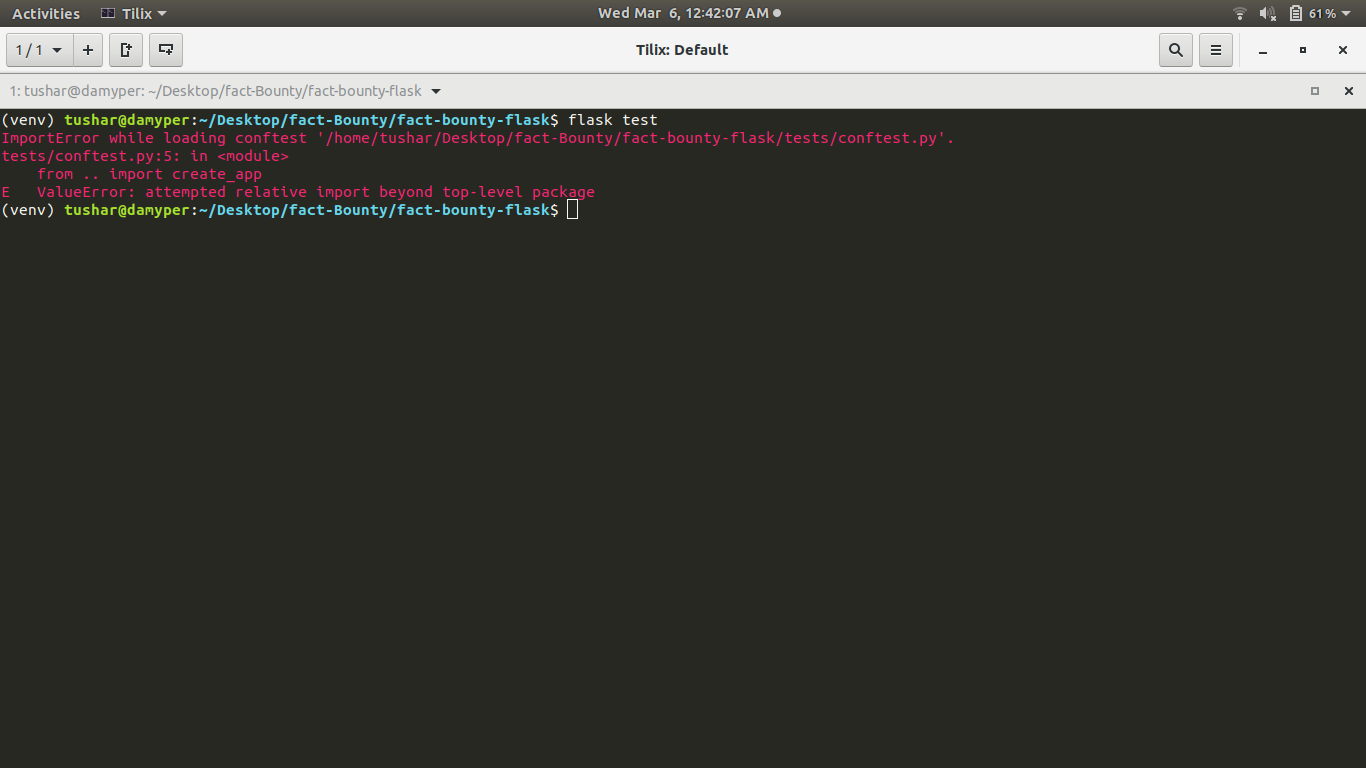 Activities Tilix Wed Mar 6, 12:42:07 AM 61%
1 / 1 Tilix: Default
1: tushar@damyper: ~/Desktop/fact-Bounty/fact-bounty-flask
(venv) tushar@damyper:~/Desktop/fact-Bounty/fact-bounty-flask$ flask test
ImportError while loading conftest '/home/tushar/Desktop/fact-Bounty/fact-bounty-flask/tests/conftest.py'.
tests/conftest.py:5: in <module>
    from .. import create_app
E   ValueError: attempted relative import beyond top-level package
(venv) tushar@damyper:~/Desktop/fact-Bounty/fact-bounty-flask$